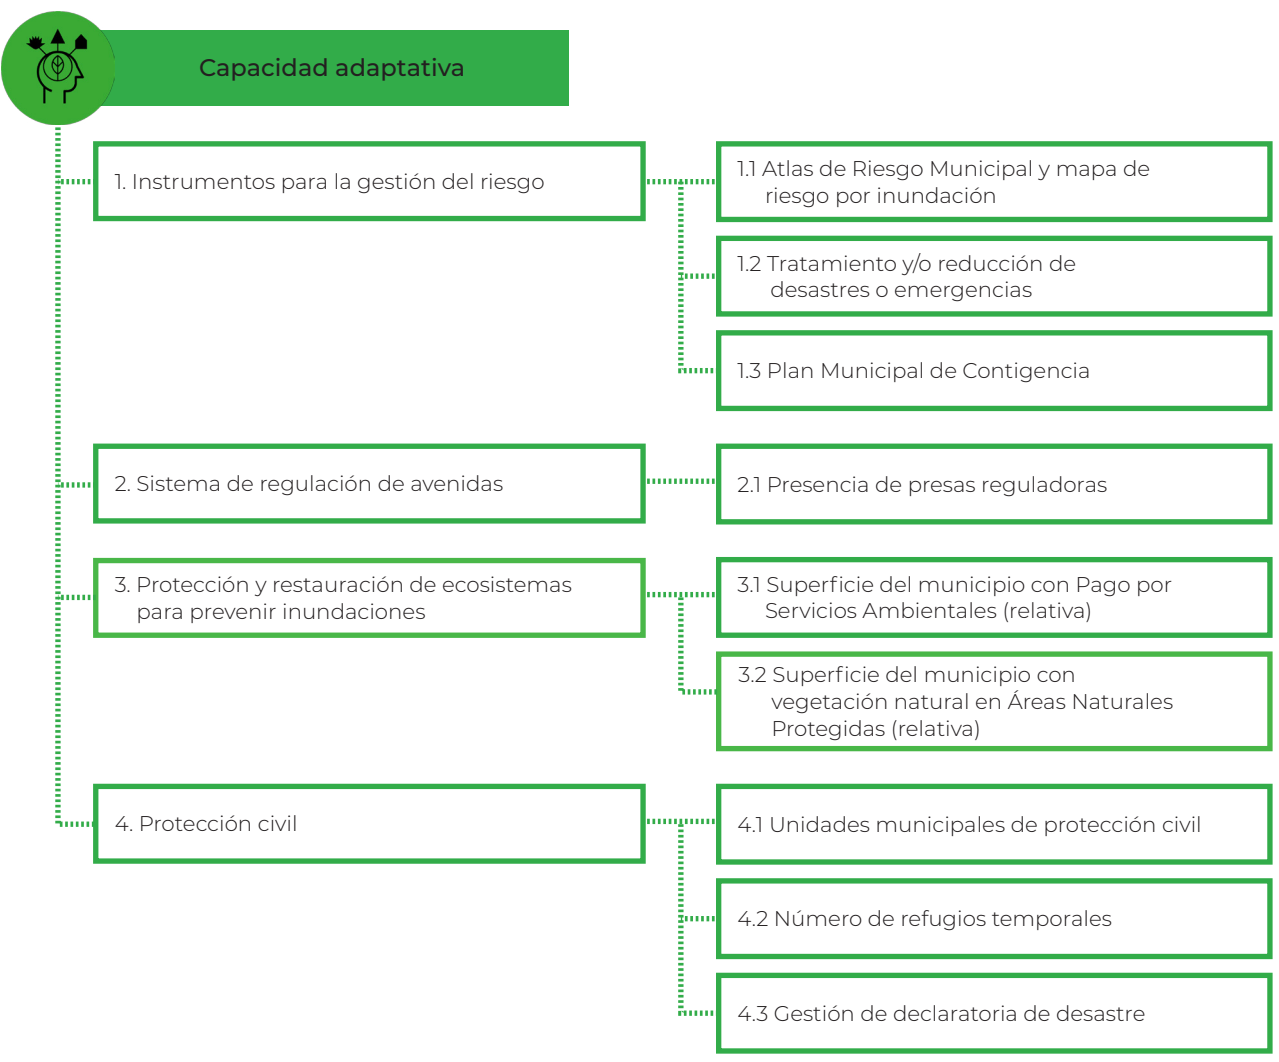 Capacidad adaptativa
1. Instrumentos para la gestión del riesgo
1.1 Atlas de Riesgo Municipal y mapa de
riesgo por inundación
1.2 Tratamiento y/o reducción de
desastres o emergencias
1.3 Plan Municipal de Contigencia
2. Sistema de regulación de avenidas
2.1 Presencia de presas reguladoras
3. Protección y restauración de ecosistemas
para prevenir inundaciones
3.1 Superficie del municipio con Pago por
Servicios Ambientales (relativa)
3.2 Superficie del municipio con
vegetación natural en Áreas Naturales
Protegidas (relativa)
4. Protección civil
4.1 Unidades municipales de protección civil
4.2 Número de refugios temporales
4.3 Gestión de declaratoria de desastre